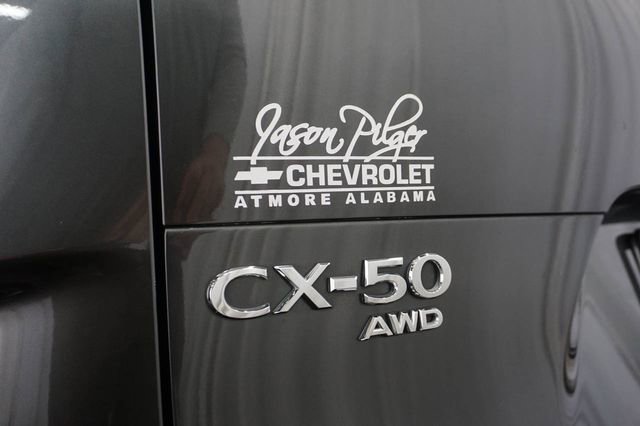 Jason Pilger
CHEVROLET
ATMORE ALABAMA
CX-50
AWD